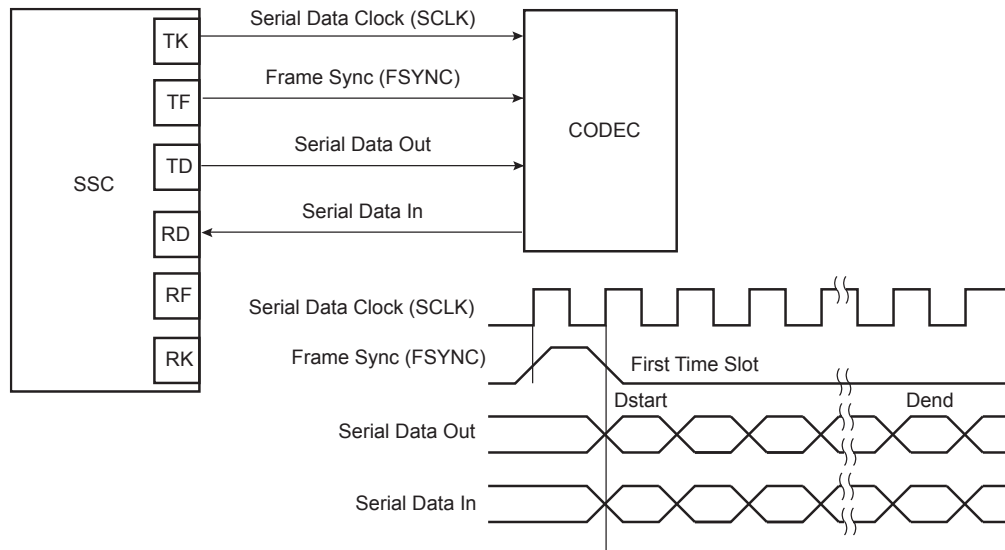 Serial Data Clock (SCLK)
TK
Frame Sync (FSYNC)
TF
CODEC
Serial Data Out
TD
SSC
Serial Data In
RD
RF
Serial Data Clock (SCLK)
RK
Frame Sync (FSYNC)
First Time Slot
Dstart
Dend
Serial Data Out
Serial Data In